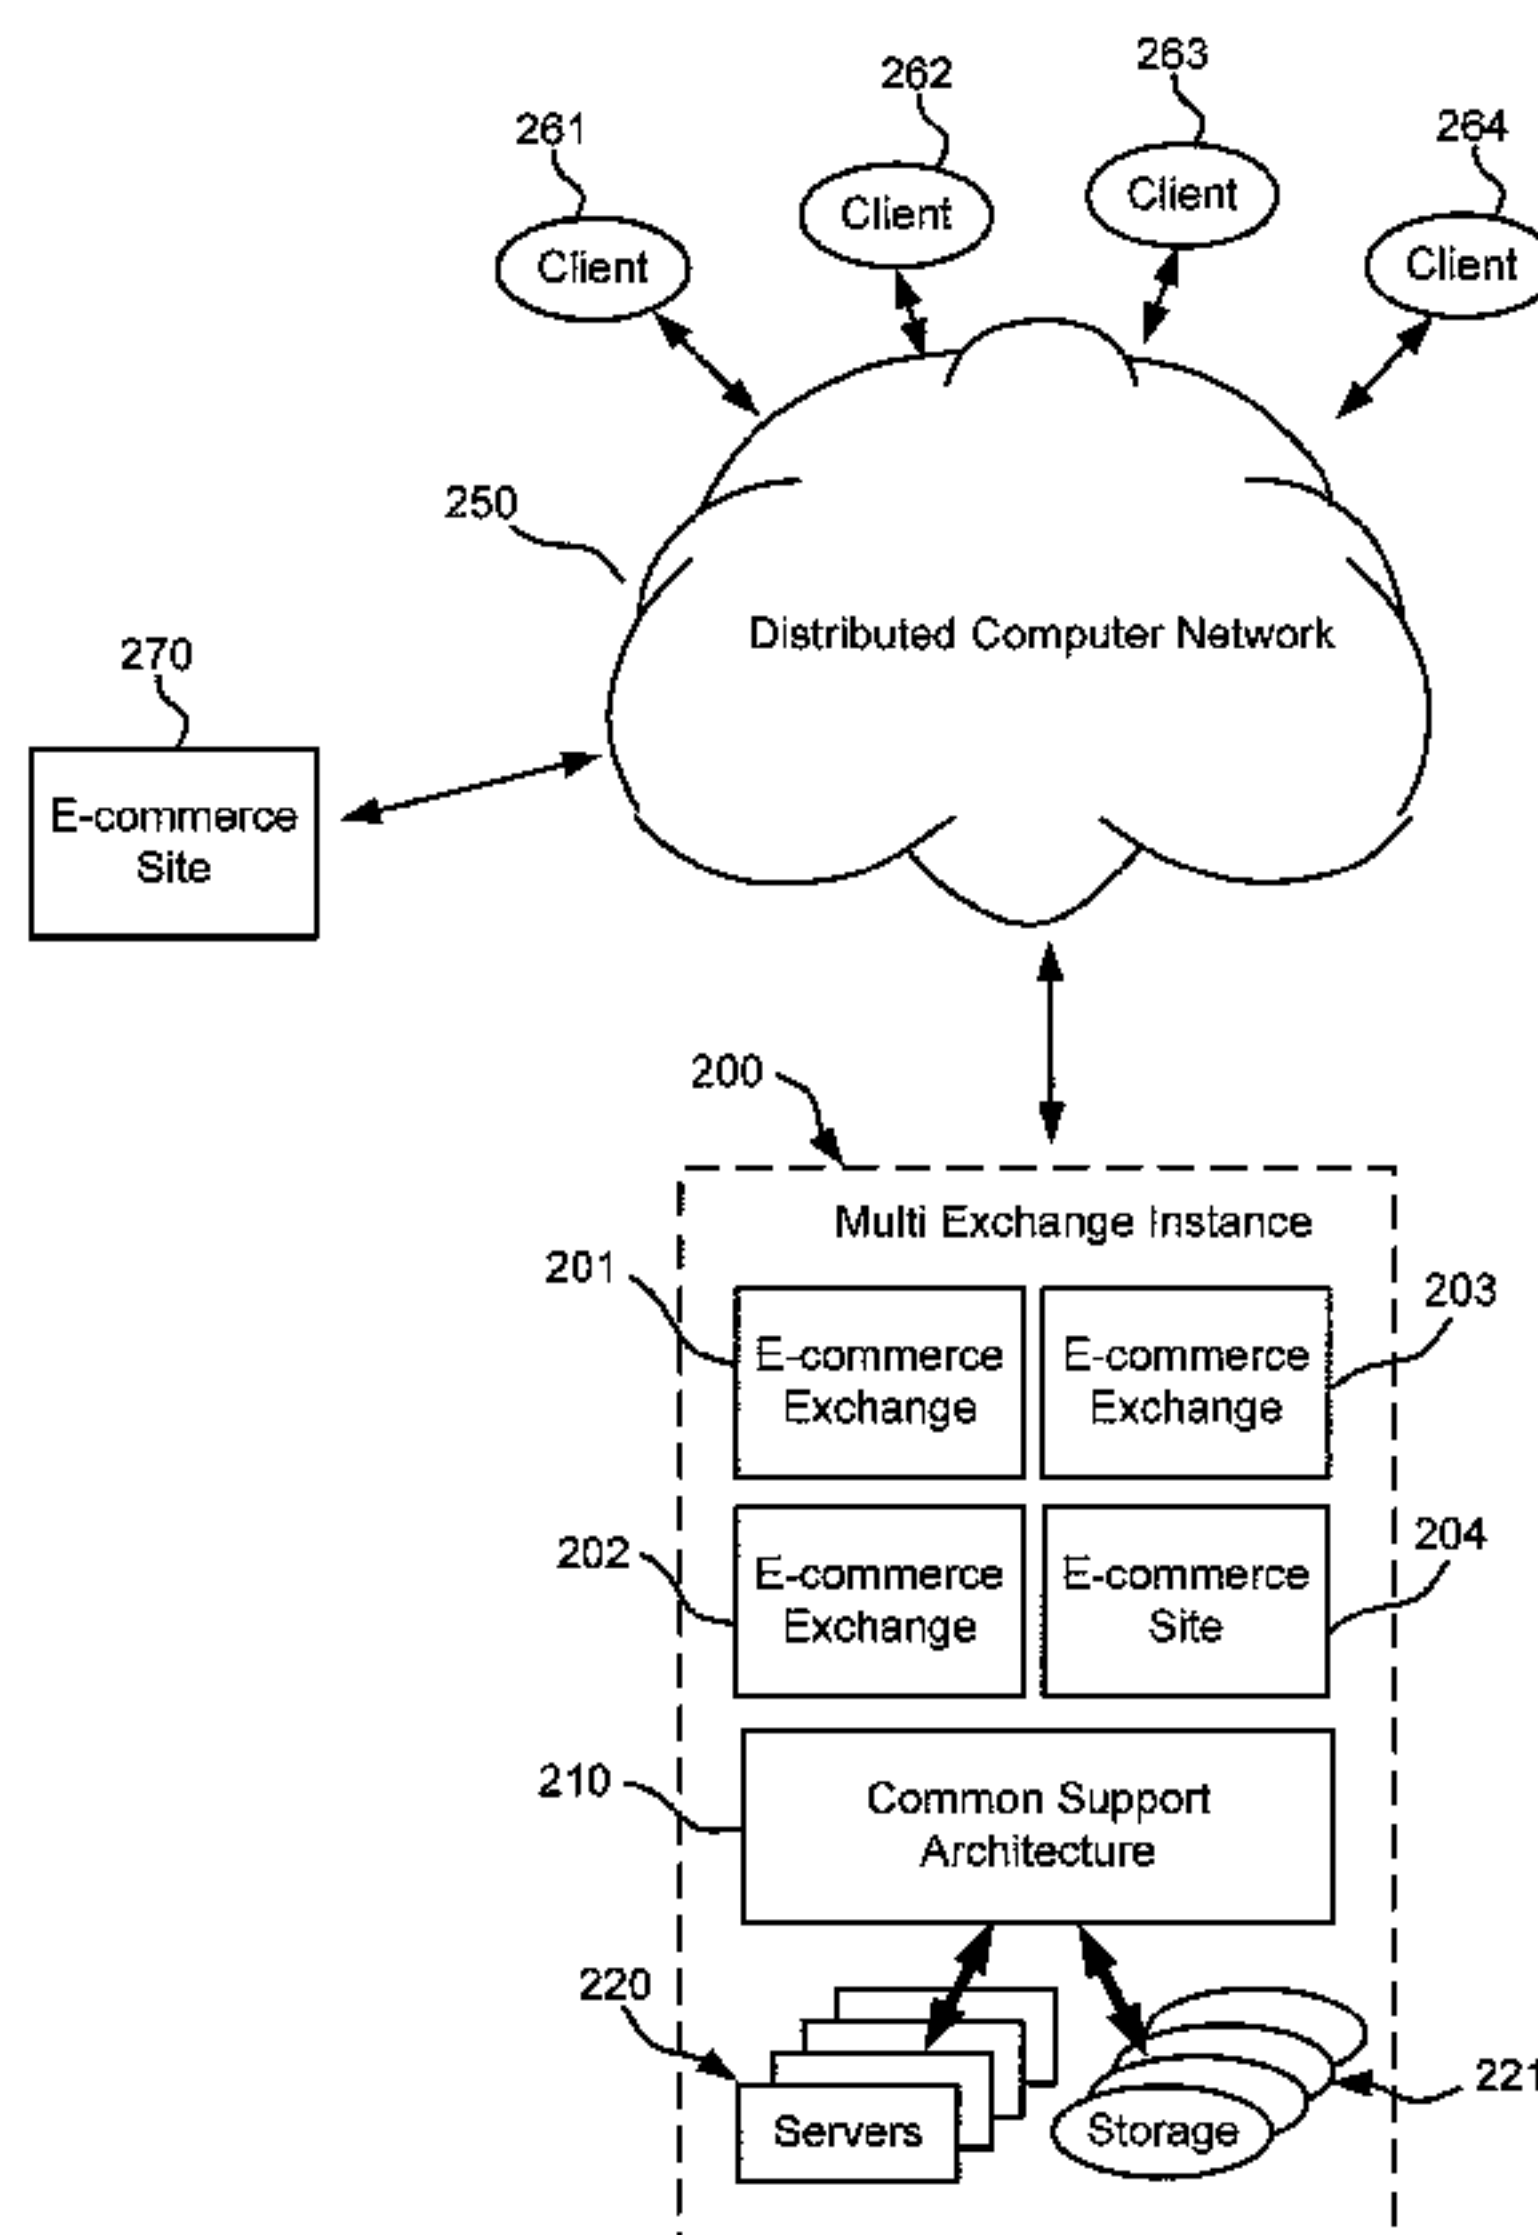 263
262
261
264
Client
Client
Client
Client
250
Distributed Computer Network
270
E-commerce
Site
200
Multi Exchange Instance
201
203
E-commerce
Exchange
E-commerce
Exchange
202
204
E-commerce
Exchange
E-commerce
Site
210
Common Support
Architecture
220
221
Servers
Storage